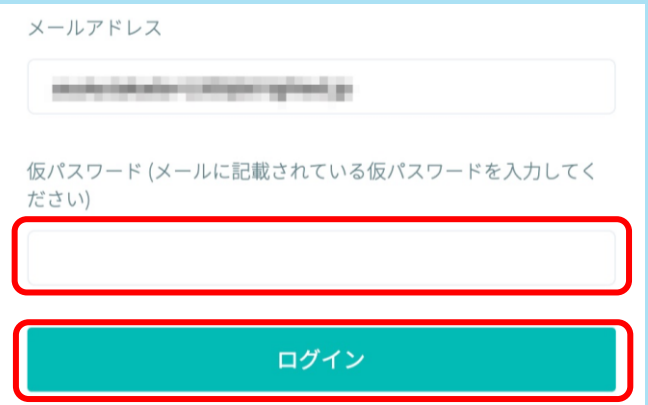 メールアドレス
仮パスワード (メールに記載されている仮パスワードを入力してく
ださい)
ログイン